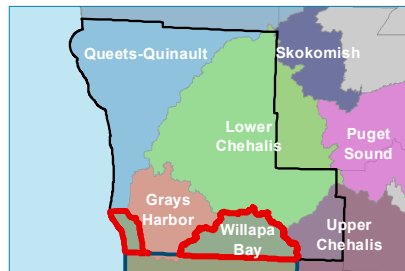 Queets-Quinault
Skokomish
Lower
Chehalis
Puget
Sound
Grays
Harbor
Willapa
Bay
Upper
Chehalis